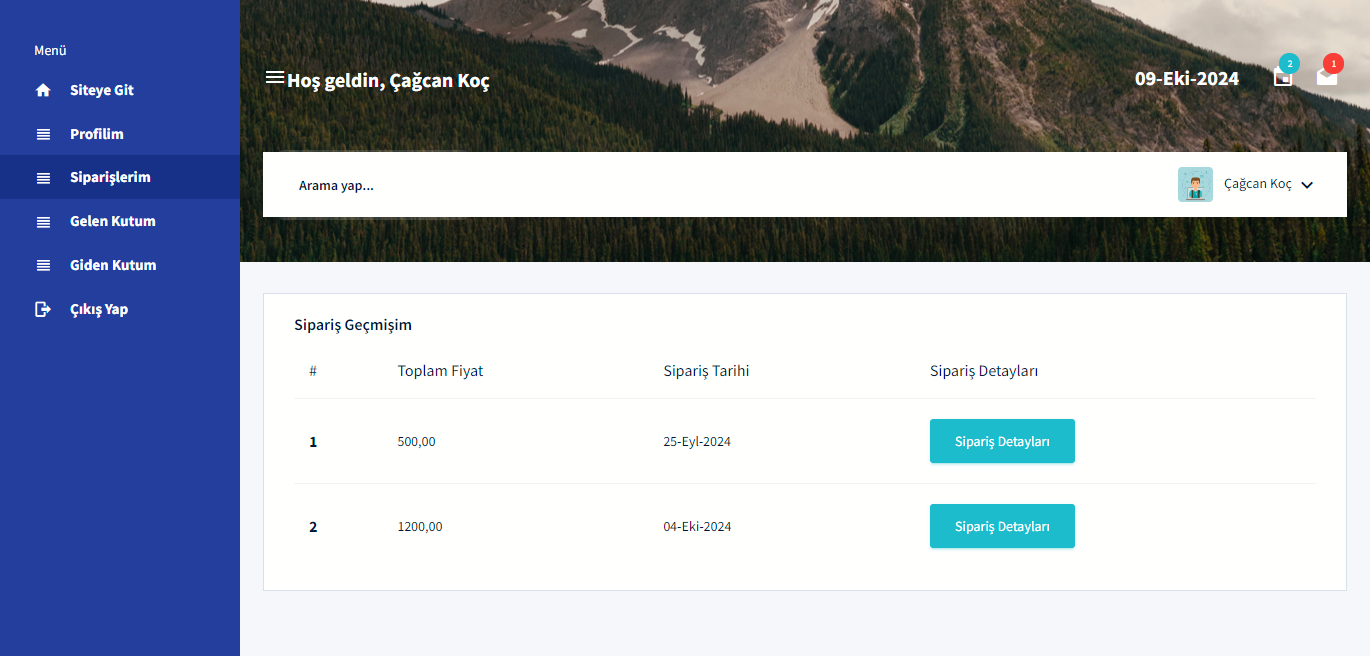 Menü
Siteye Git
Profilim
Siparişlerim
Gelen Kutum
Giden Kutum
Çıkış Yap
Hoş geldin, Çağcan Koç
09-Eki-2024
2
1
Arama yap...
Çağcan Koç
Sipariş Geçmişim
# Toplam Fiyat Sipariş Tarihi Sipariş Detayları
1 500,00 25-Eyl-2024 Sipariş Detayları
2 1200,00 04-Eki-2024 Sipariş Detayları